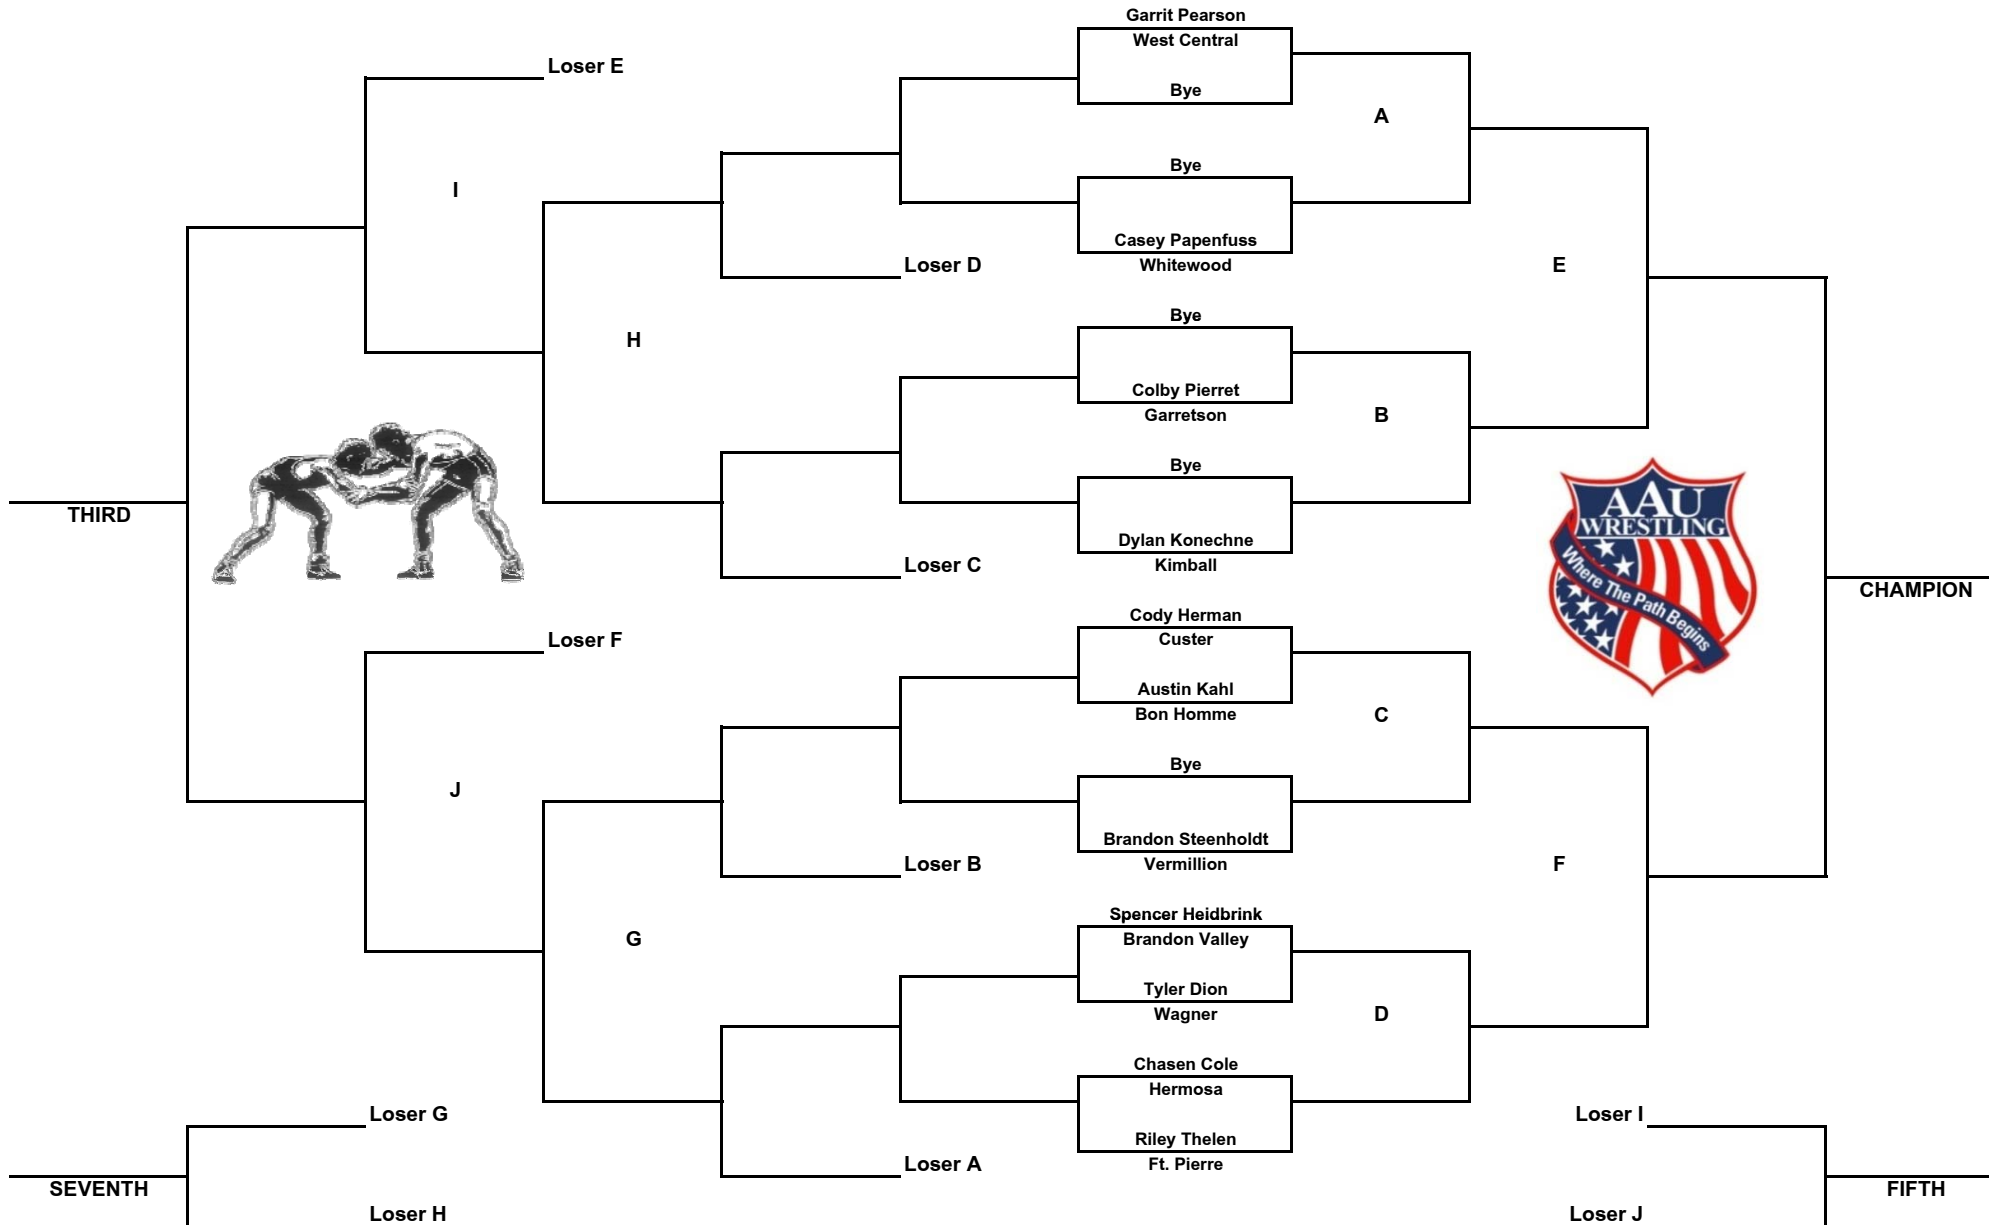 Garrit Pearson
West Central
Loser E
Bye
A
Bye
I
Casey Papenfuss
Whitewood
Loser D
E
Bye
H
Colby Pierret
Garretson
B
Bye
AAU
WRESTLING
Where The Path Begins
THIRD
Dylan Konechne
Kimball
Loser C
CHAMPION
Cody Herman
Custer
Loser F
Austin Kahl
Bon Homme
C
Bye
J
Brandon Steenholdt
Vermillion
Loser B
F
Spencer Heidbrink
Brandon Valley
G
Tyler Dion
Wagner
D
Chasen Cole
Hermosa
Loser G
Loser I
Riley Thelen
Ft. Pierre
Loser A
SEVENTH
FIFTH
Loser H
Loser J